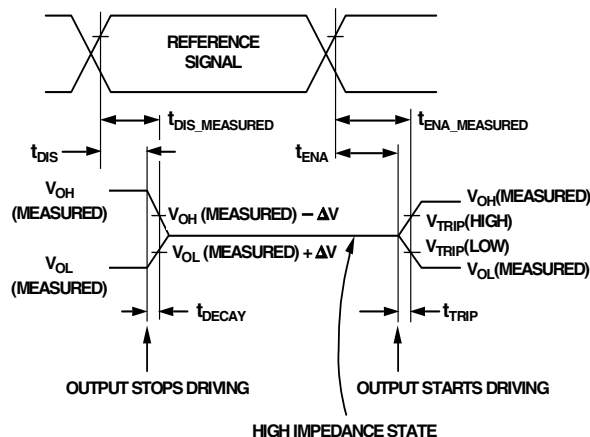 REFERENCE
SIGNAL
tDIS_MEASURED
tENA_MEASURED
tDIS
tENA
VOH
(MEASURED)
VOH (MEASURED) – ΔV
VOL (MEASURED) + ΔV
VOL
(MEASURED)
VOH(MEASURED)
VTRIP(HIGH)
VTRIP(LOW)
VOL(MEASURED)
tDECAY
tTRIP
OUTPUT STOPS DRIVING
OUTPUT STARTS DRIVING
HIGH IMPEDANCE STATE